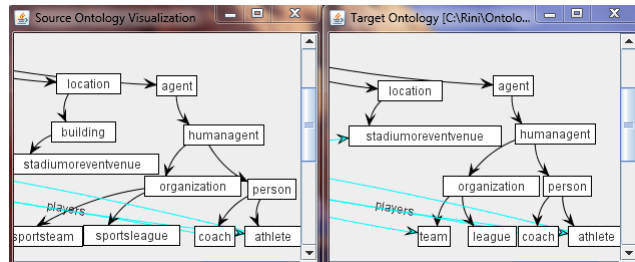 Source Ontology Visualization
location
agent
building
humanagent
stadiumoreventvenue
organization
person
players
sportsteam
sportsleague
coach
athlete
Target Ontology [C:\Rini\Ontolo...
agent
location
stadiumoreventvenue
humanagent
organization
person
players
team
league
coach
athlete